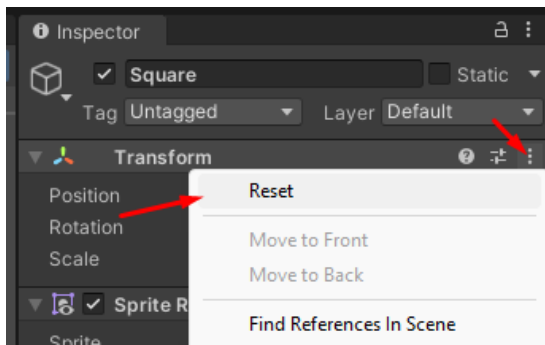 Inspector
Square Static
Tag Untagged Layer Default
Transform
Position Reset
Rotation Move to Front
Scale Move to Back
Sprite R Find References In Scene
Sprite